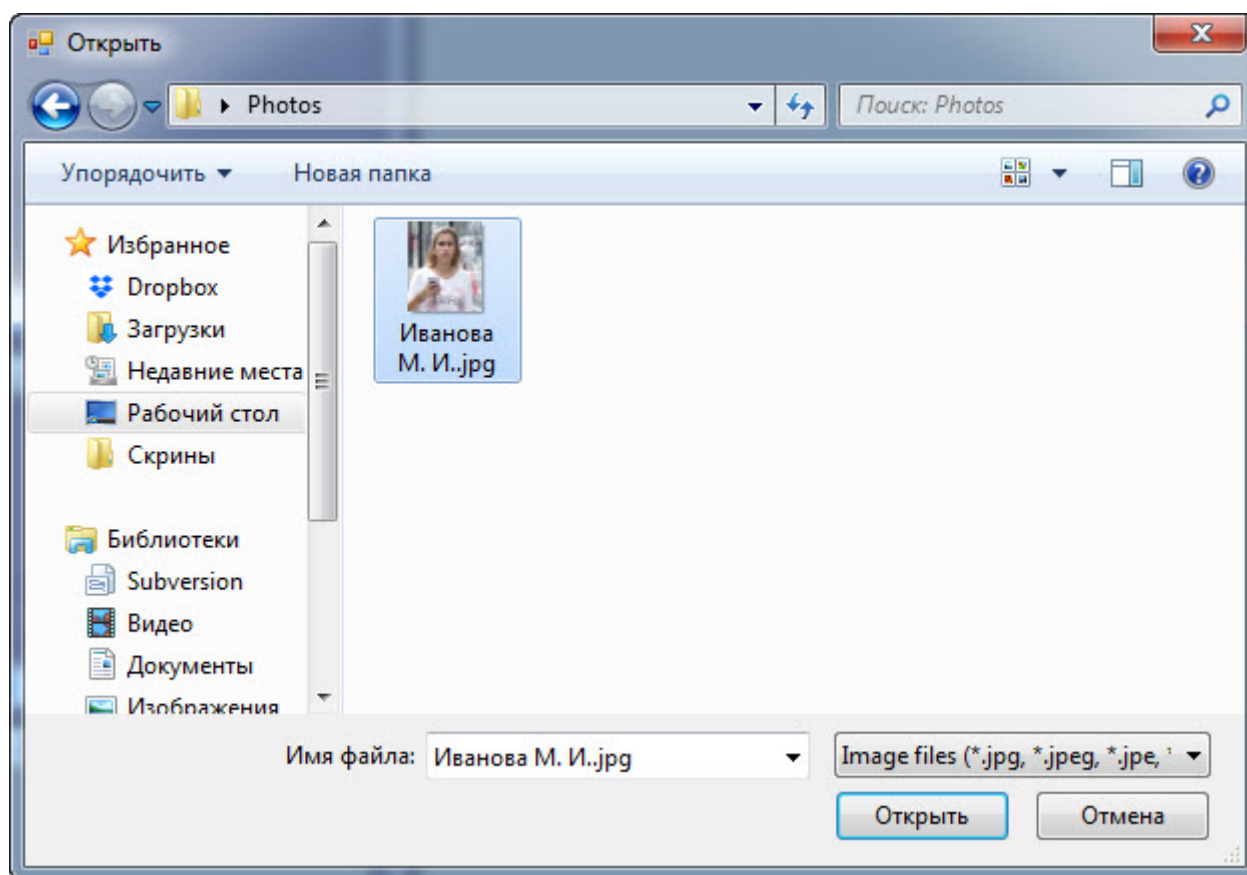 Открыть
Photos
Поиск: Photos
Упорядочить
Новая папка
Избранное
Dropbox
Загрузки
Недавние места
Рабочий стол
Скрины
Библиотеки
Subversion
Видео
Документы
Изображения
Иванова
М. И..jpg
Имя файла: Иванова М. И..jpg
Image files (*.jpg, *.jpeg, *.jpe,
Открыть
Отмена